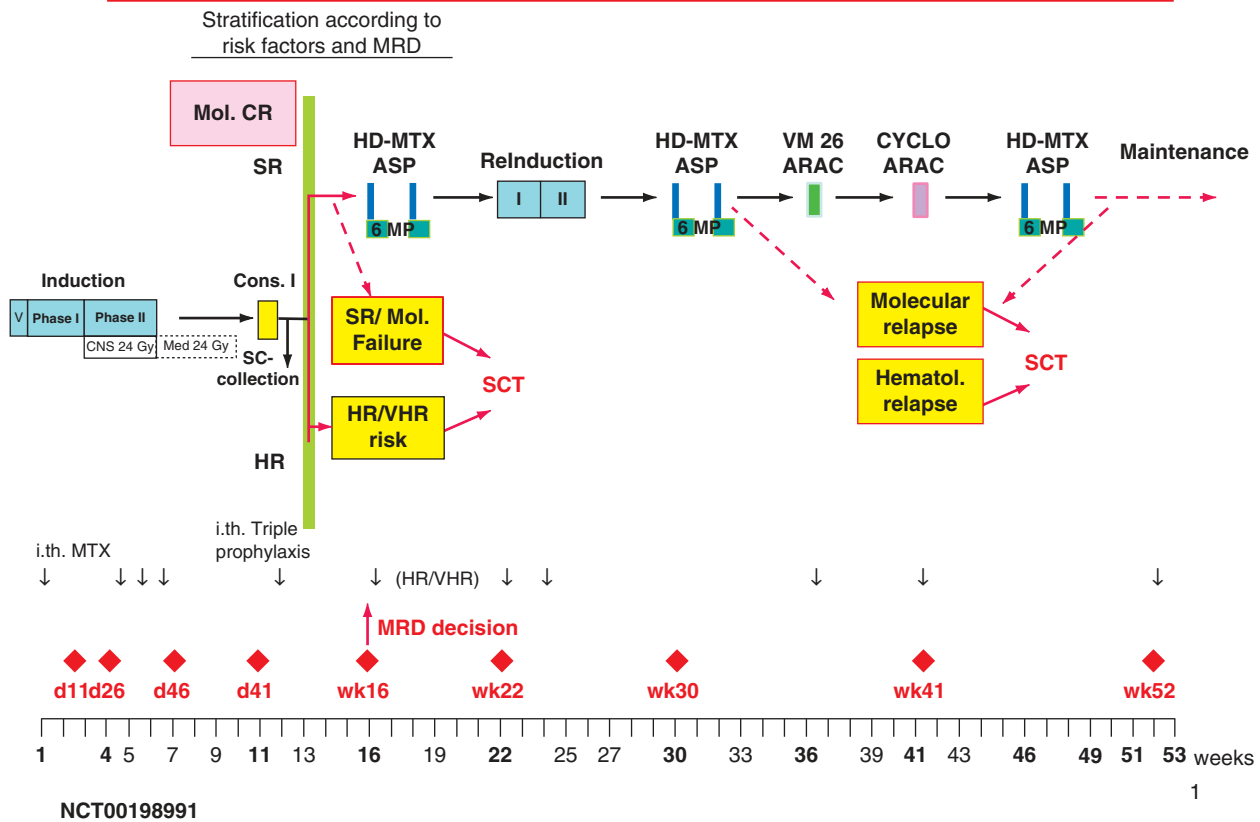 Stratification according to
risk factors and MRD
Mol. CR
SR
HD-MTX
ASP
6 MP
ReInduction
I II
HD-MTX
ASP
6 MP
VM 26
ARAC
CYCLO
ARAC
HD-MTX
ASP
6 MP
Maintenance
Induction
V Phase I Phase II
CNS 24 Gy Med 24 Gy
Cons. I
SC-
collection
SR/ Mol.
Failure
SCT
HR/VHR
risk
HR
Molecular
relapse
SCT
Hematol.
relapse
i.th. MTX
i.th. Triple
prophylaxis
(HR/VHR)
MRD decision
d11 d26 d46 d41 wk16 wk22 wk30 wk41 wk52
1 4 5 7 9 11 13 16 19 22 25 27 30 33 36 39 41 43 46 49 51 53 weeks
1
NCT00198991